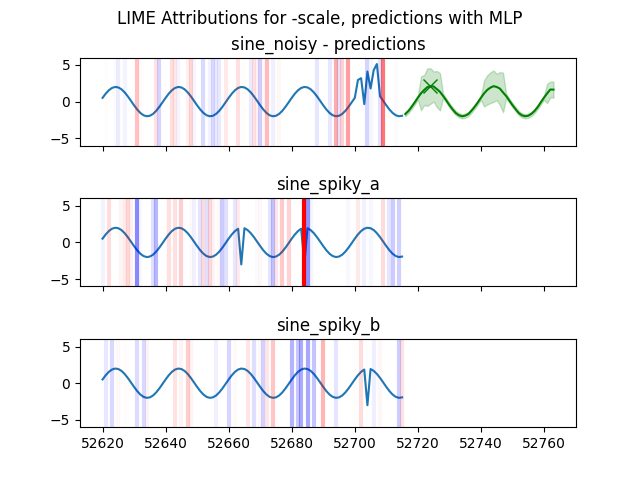 LIME Attributions for -scale, predictions with MLP
sine_noisy - predictions
5
0
−5
sine_spiky_a
5
0
−5
sine_spiky_b
5
0
−5
52620 52640 52660 52680 52700 52720 52740 52760